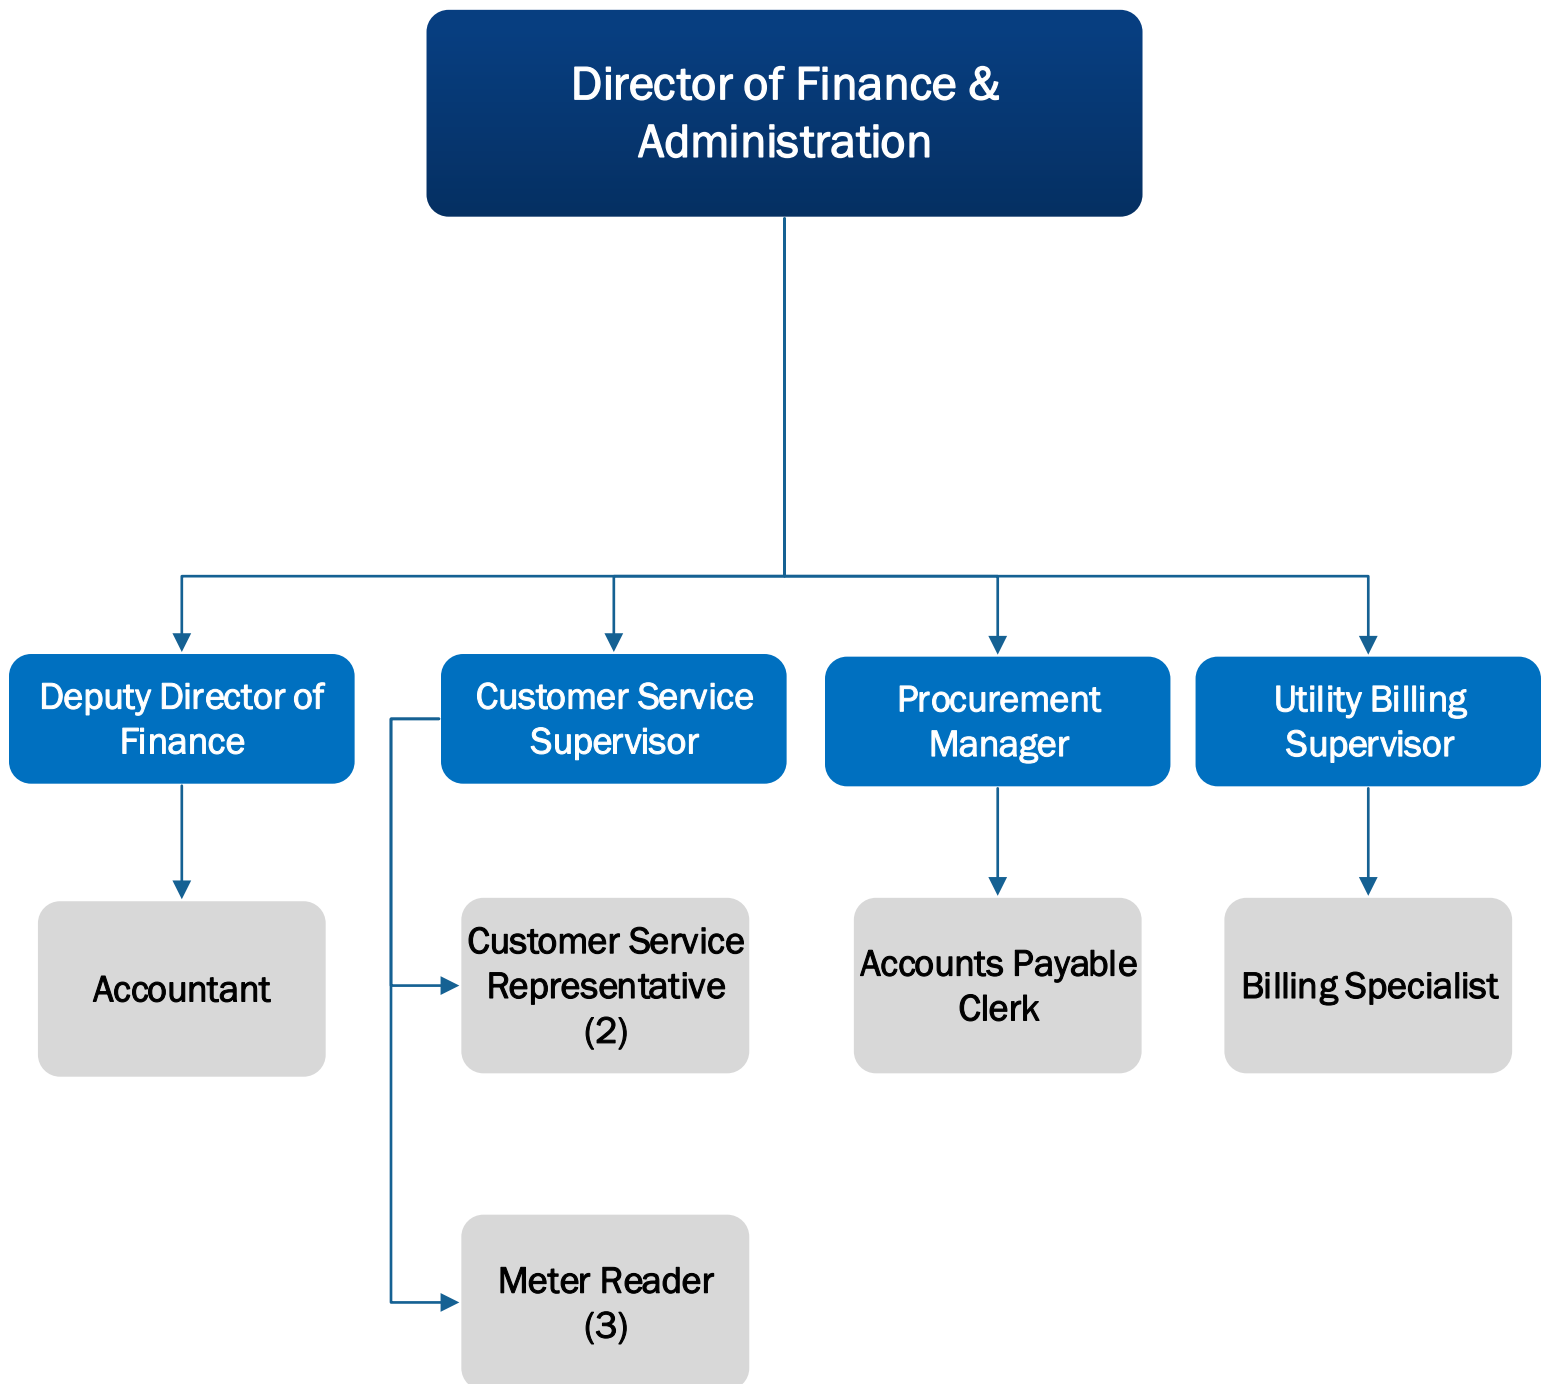 Director of Finance &
Administration
Deputy Director of
Finance
Customer Service
Supervisor
Procurement
Manager
Utility Billing
Supervisor
Accountant
Customer Service
Representative
(2)
Accounts Payable
Clerk
Billing Specialist
Meter Reader
(3)